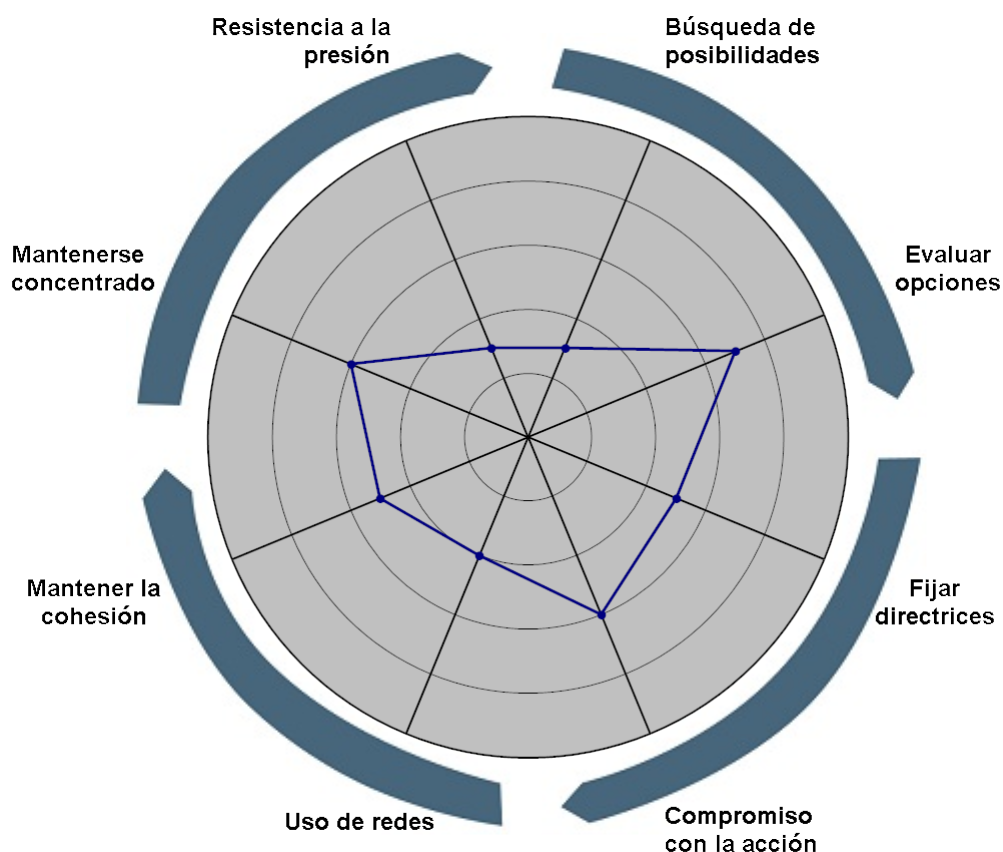 Resistencia a la
presión
Búsqueda de
posibilidades
Mantenerse
concentrado
Evaluar
opciones
Mantener la
cohesión
Fijar
directrices
Uso de redes
Compromiso
con la acción